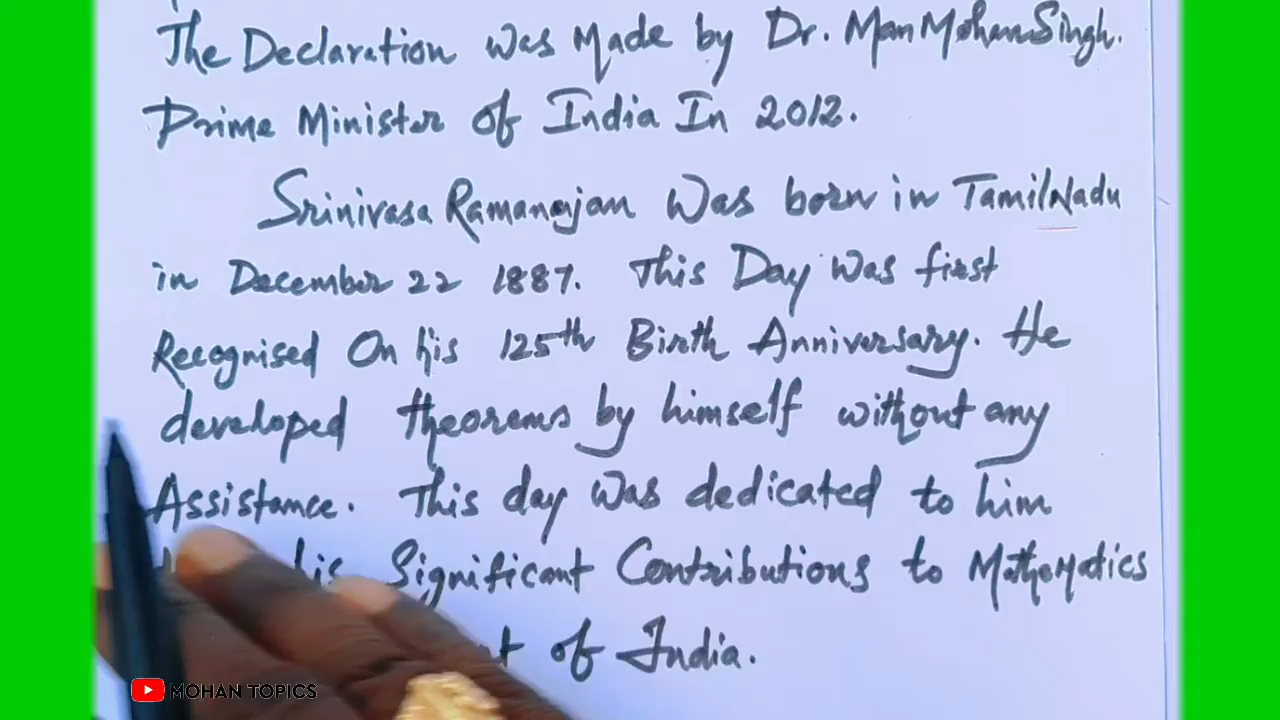 The Declaration was Made by Dr. ManMohanSingh.
Prime Minister of India In 2012.
Srinivasa Ramanujan Was born in TamilNadu
in December 22 1887. This Day was first
Recognised On his 125th Birth Anniversary. He
developed theorems by himself without any
Assistance. This day was dedicated to him
Significant Contributions to Mathematics
of India.
MOHAN TOPICS